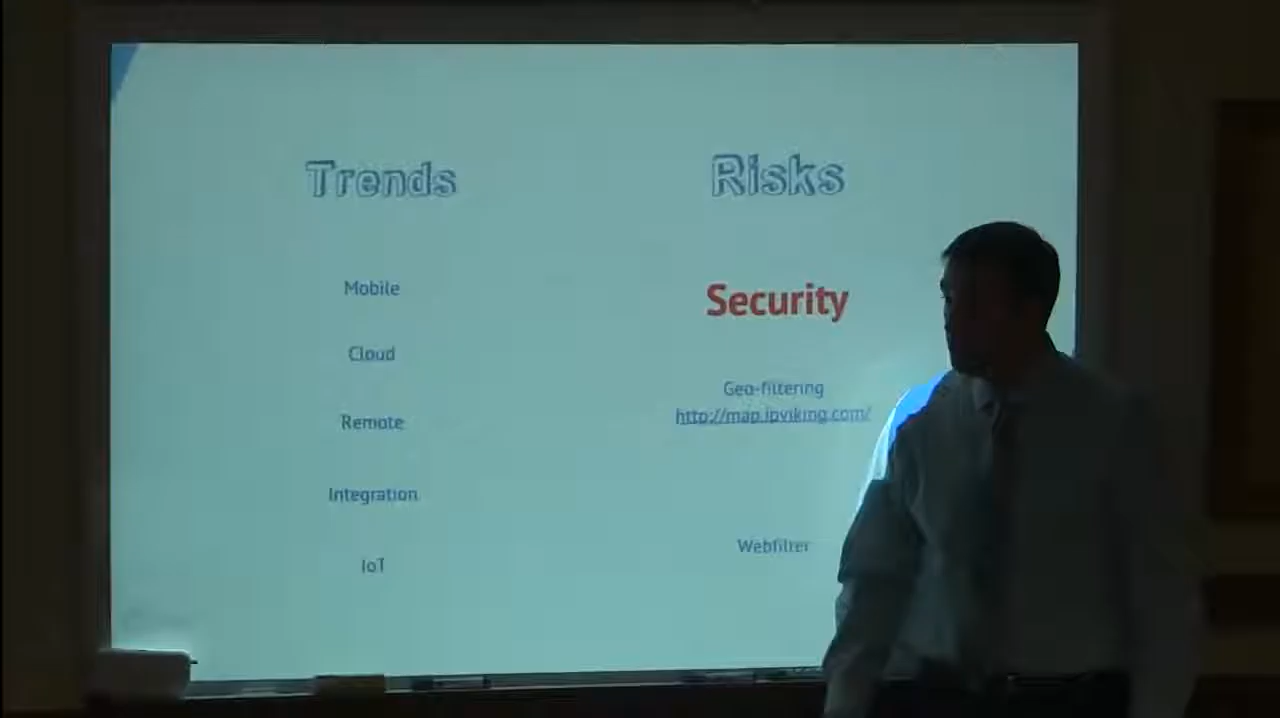 Trends
Mobile
Cloud
Remote
Integration
IoT
Risks
Security
Geo-filtering
http://map.ipviking.com/
Webfilter